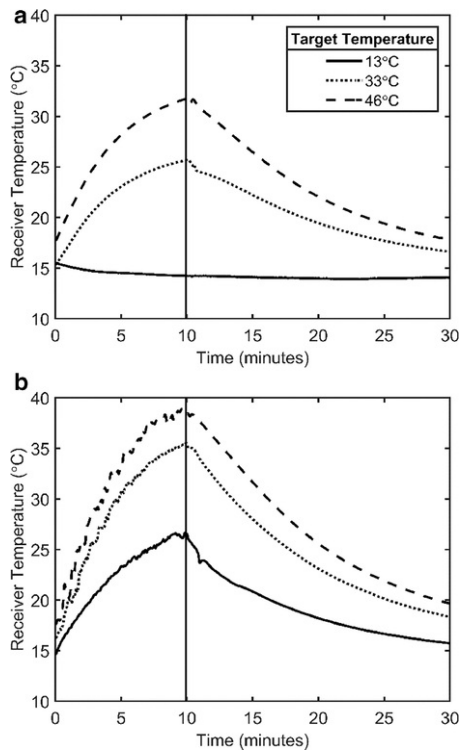 a
Target Temperature
13°C
33°C
46°C
40
35
30
25
20
15
10
Receiver Temperature (°C)
0 5 10 15 20 25 30
Time (minutes)
b
40
35
30
25
20
15
10
Receiver Temperature (°C)
0 5 10 15 20 25 30
Time (minutes)